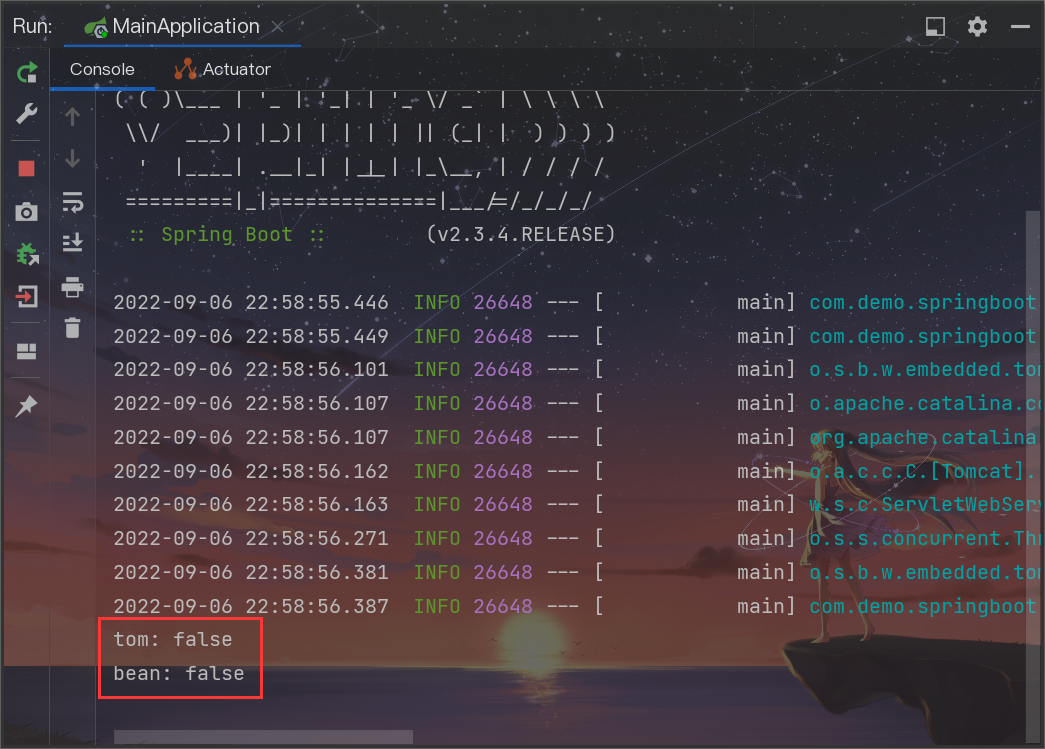 Run: MainApplication
Console Actuator
( ( )\___ | '_ | '_| | '_ \/ _` | \ \ \ \
\\/  ___)| |_)| | | | | || (_| |  ) ) ) )
'  |____| .__|_| |_|_| |_\__, | / / / /
=========|_|==============|___/=/_/_/_/
:: Spring Boot :: (v2.3.4.RELEASE)
2022-09-06 22:58:55.446 INFO 26648 --- [ main] com.demo.springboot
2022-09-06 22:58:55.449 INFO 26648 --- [ main] com.demo.springboot
2022-09-06 22:58:56.101 INFO 26648 --- [ main] o.s.b.w.embedded.tom
2022-09-06 22:58:56.107 INFO 26648 --- [ main] o.apache.catalina.co
2022-09-06 22:58:56.107 INFO 26648 --- [ main] org.apache.catalina
2022-09-06 22:58:56.162 INFO 26648 --- [ main] o.a.c.c.C.[Tomcat].
2022-09-06 22:58:56.163 INFO 26648 --- [ main] w.s.c.ServletWebServ
2022-09-06 22:58:56.271 INFO 26648 --- [ main] o.s.s.concurrent.Thr
2022-09-06 22:58:56.381 INFO 26648 --- [ main] o.s.b.w.embedded.tom
2022-09-06 22:58:56.387 INFO 26648 --- [ main] com.demo.springboot
tom: false
bean: false